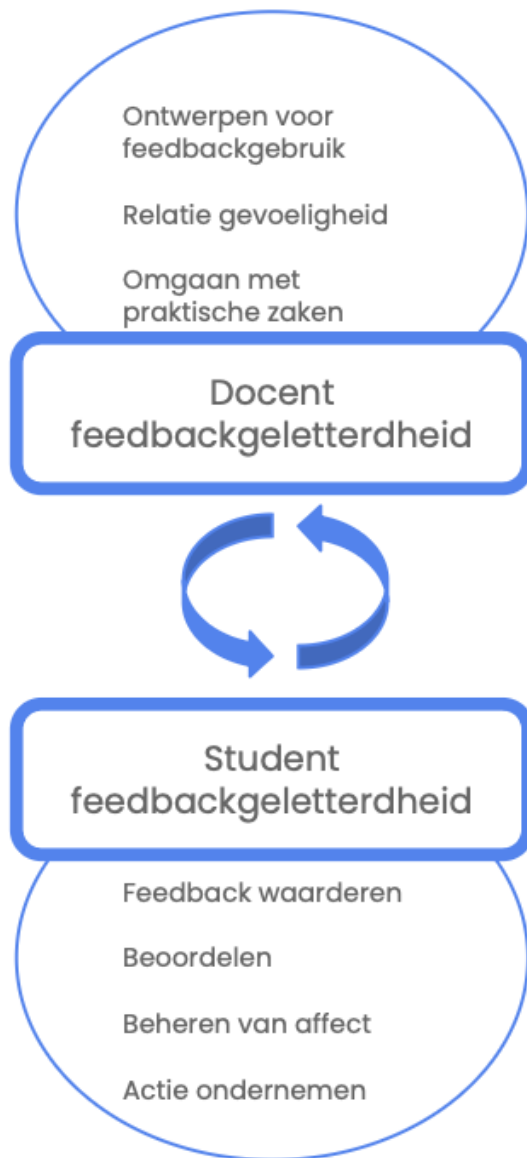 Ontwerpen voor
feedbackgebruik
Relatie gevoeligheid
Omgaan met
praktische zaken
Docent
feedbackgeletterdheid
Student
feedbackgeletterdheid
Feedback waarderen
Beoordelen
Beheren van affect
Actie ondernemen